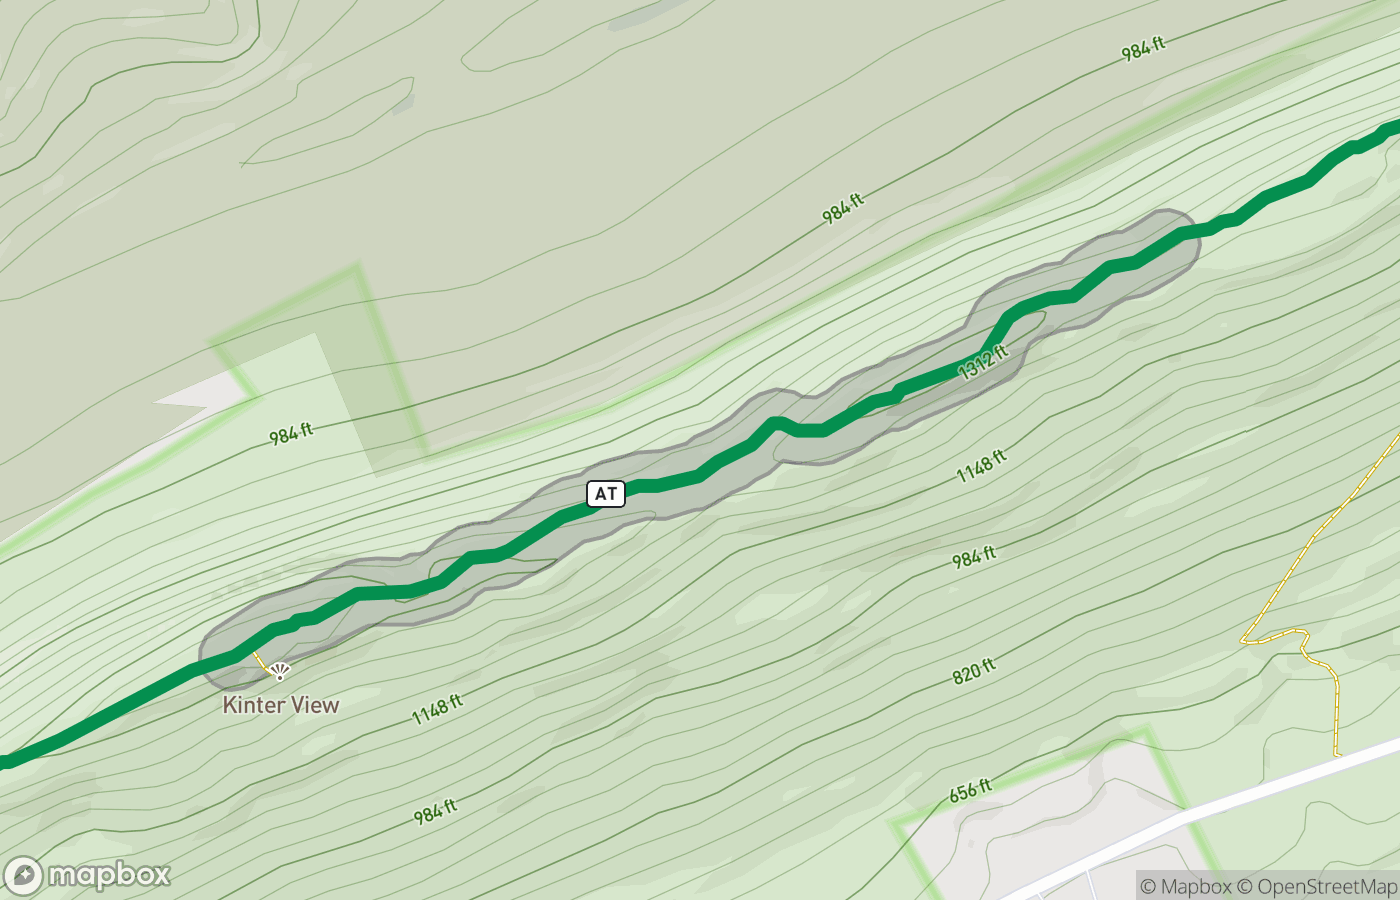 984 ft
984 ft
1312 ft
984 ft
1148 ft
AT
984 ft
820 ft
Kinter View
1148 ft
656 ft
984 ft
mapbox
© Mapbox © OpenStreetMap